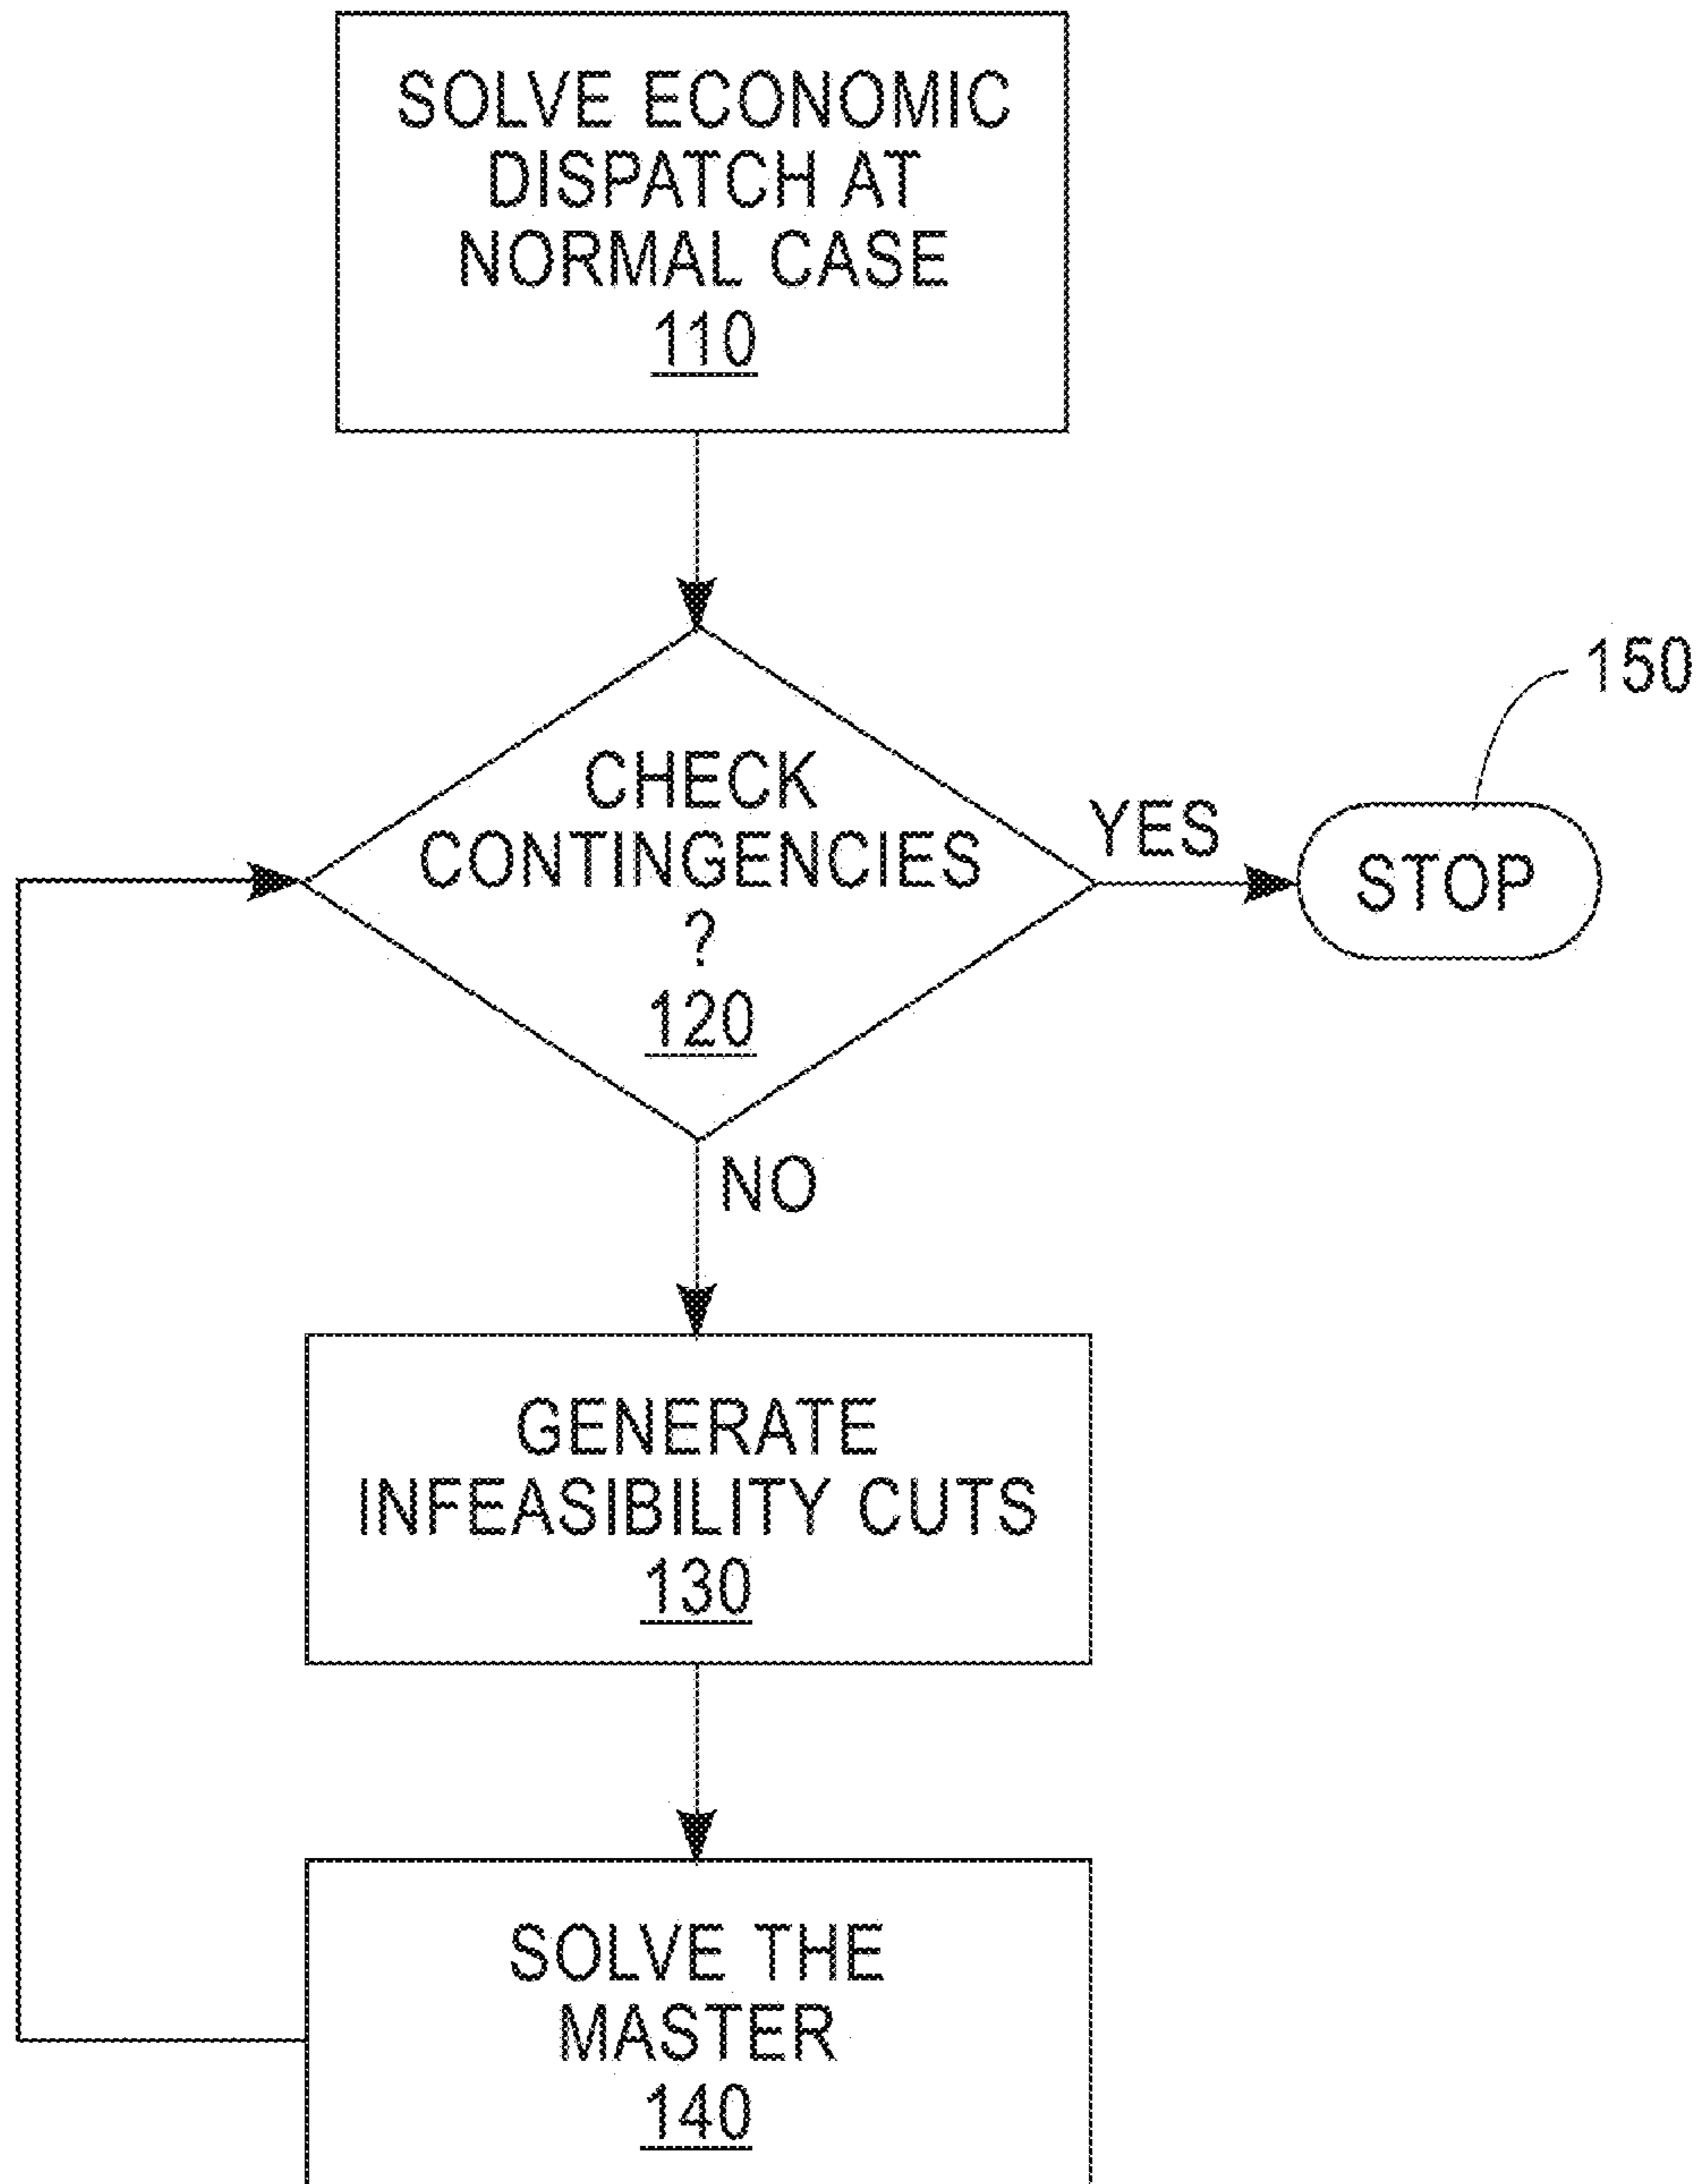 SOLVE ECONOMIC
DISPATCH AT
NORMAL CASE
110
150
CHECK
CONTINGENCIES
?
120
YES
STOP
NO
GENERATE
INFEASIBILITY CUTS
130
SOLVE THE
MASTER
140